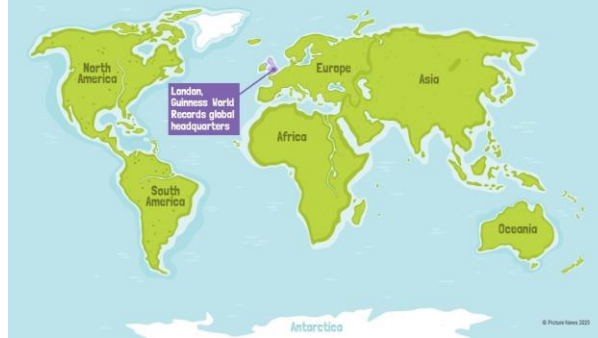 North
America
London,
Guinness World
Records global
headquarters
Europe
Asia
Africa
South
America
Oceania
Antarctica
© Picture News 2025